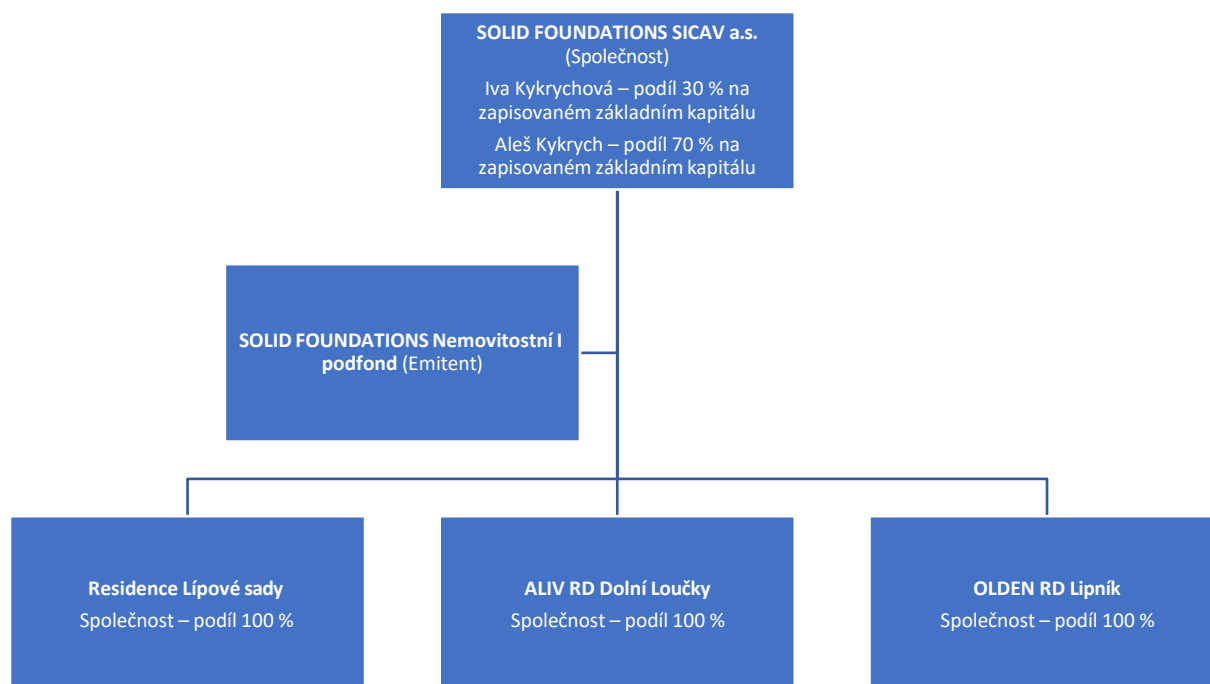 SOLID FOUNDATIONS SICAV a.s.
(Společnost)
Iva Kykrychová – podíl 30 % na
zapisovaném základním kapitálu
Aleš Kykrych – podíl 70 % na
zapisovaném základním kapitálu
SOLID FOUNDATIONS Nemovitostní I
podfond (Emitent)
Residence Lípové sady
Společnost – podíl 100 %
ALIV RD Dolní Loučky
Společnost – podíl 100 %
OLDEN RD Lipník
Společnost – podíl 100 %